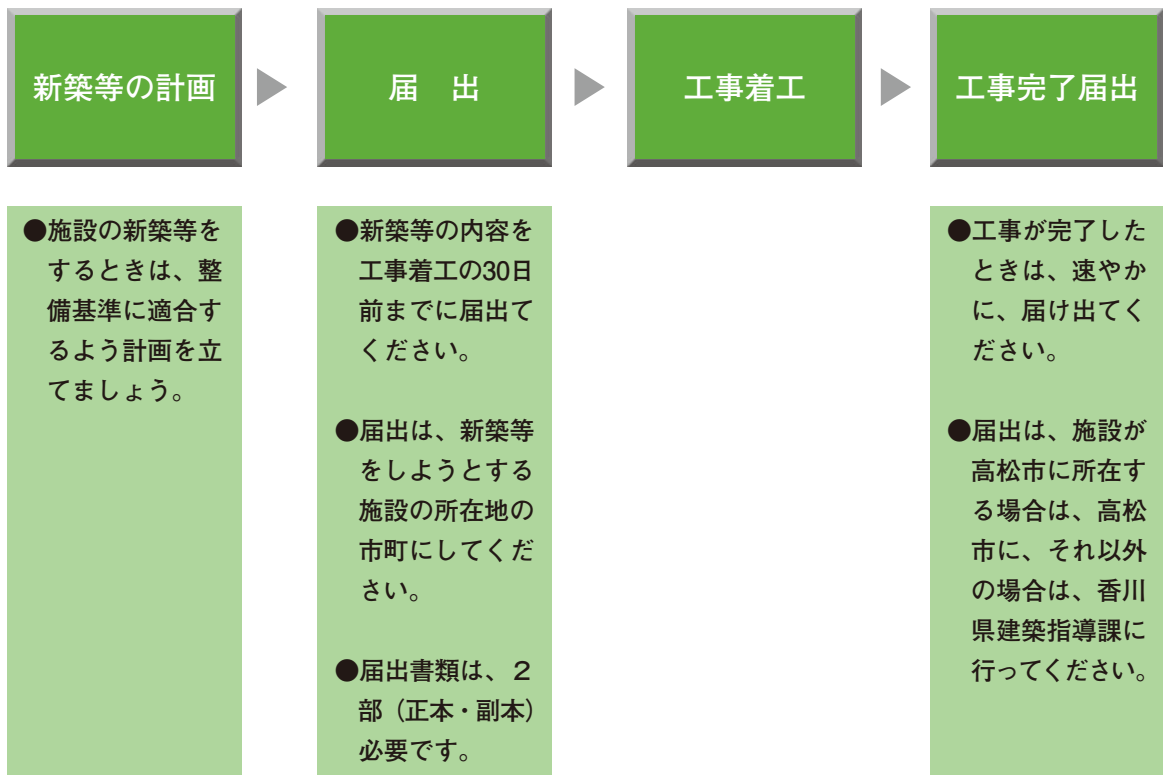 新築等の計画
届　出
工事着工
工事完了届出
●施設の新築等を
するときは、整
備基準に適合す
るよう計画を立
てましょう。
●新築等の内容を
工事着工の30日
前までに届出て
ください。
●届出は、新築等
をしようとする
施設の所在地の
市町にしてくだ
さい。
●届出書類は、２
部（正本・副本）
必要です。
●工事が完了した
ときは、速やか
に、届け出てく
ださい。
●届出は、施設が
高松市に所在す
る場合は、高松
市に、それ以外
の場合は、香川
県建築指導課に
行ってください。